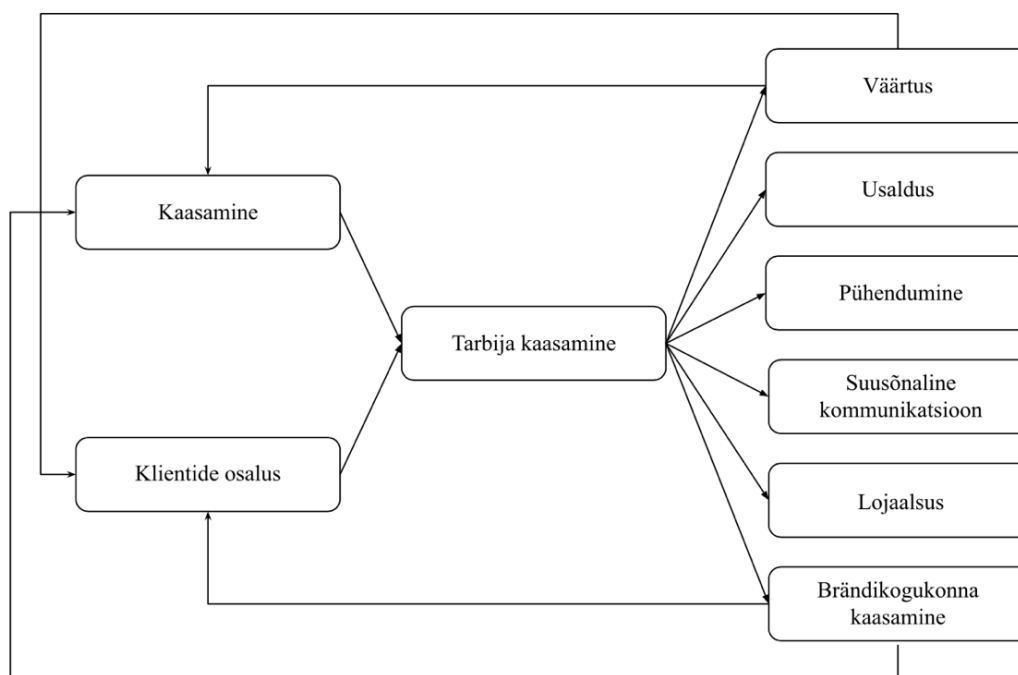 Väärtus
Kaasamine
Usaldus
Pühendumine
Tarbija kaasamine
Suusõnaline
kommunikatsioon
Klientide osalus
Lojaalsus
Brändikogukonna
kaasamine